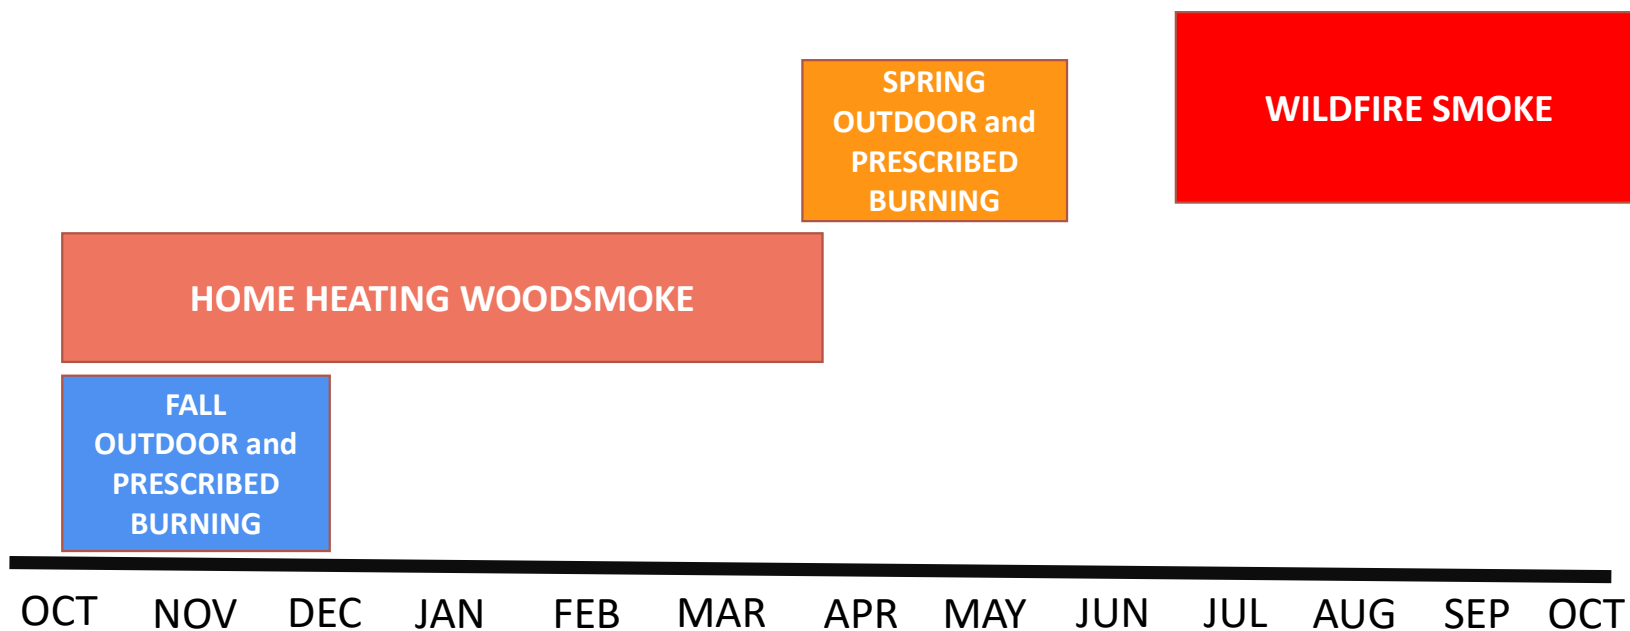 SPRING
OUTDOOR and
PRESCRIBED
BURNING
WILDFIRE SMOKE
HOME HEATING WOODSMOKE
FALL
OUTDOOR and
PRESCRIBED
BURNING
OCT NOV DEC JAN FEB MAR APR MAY JUN JUL AUG SEP OCT